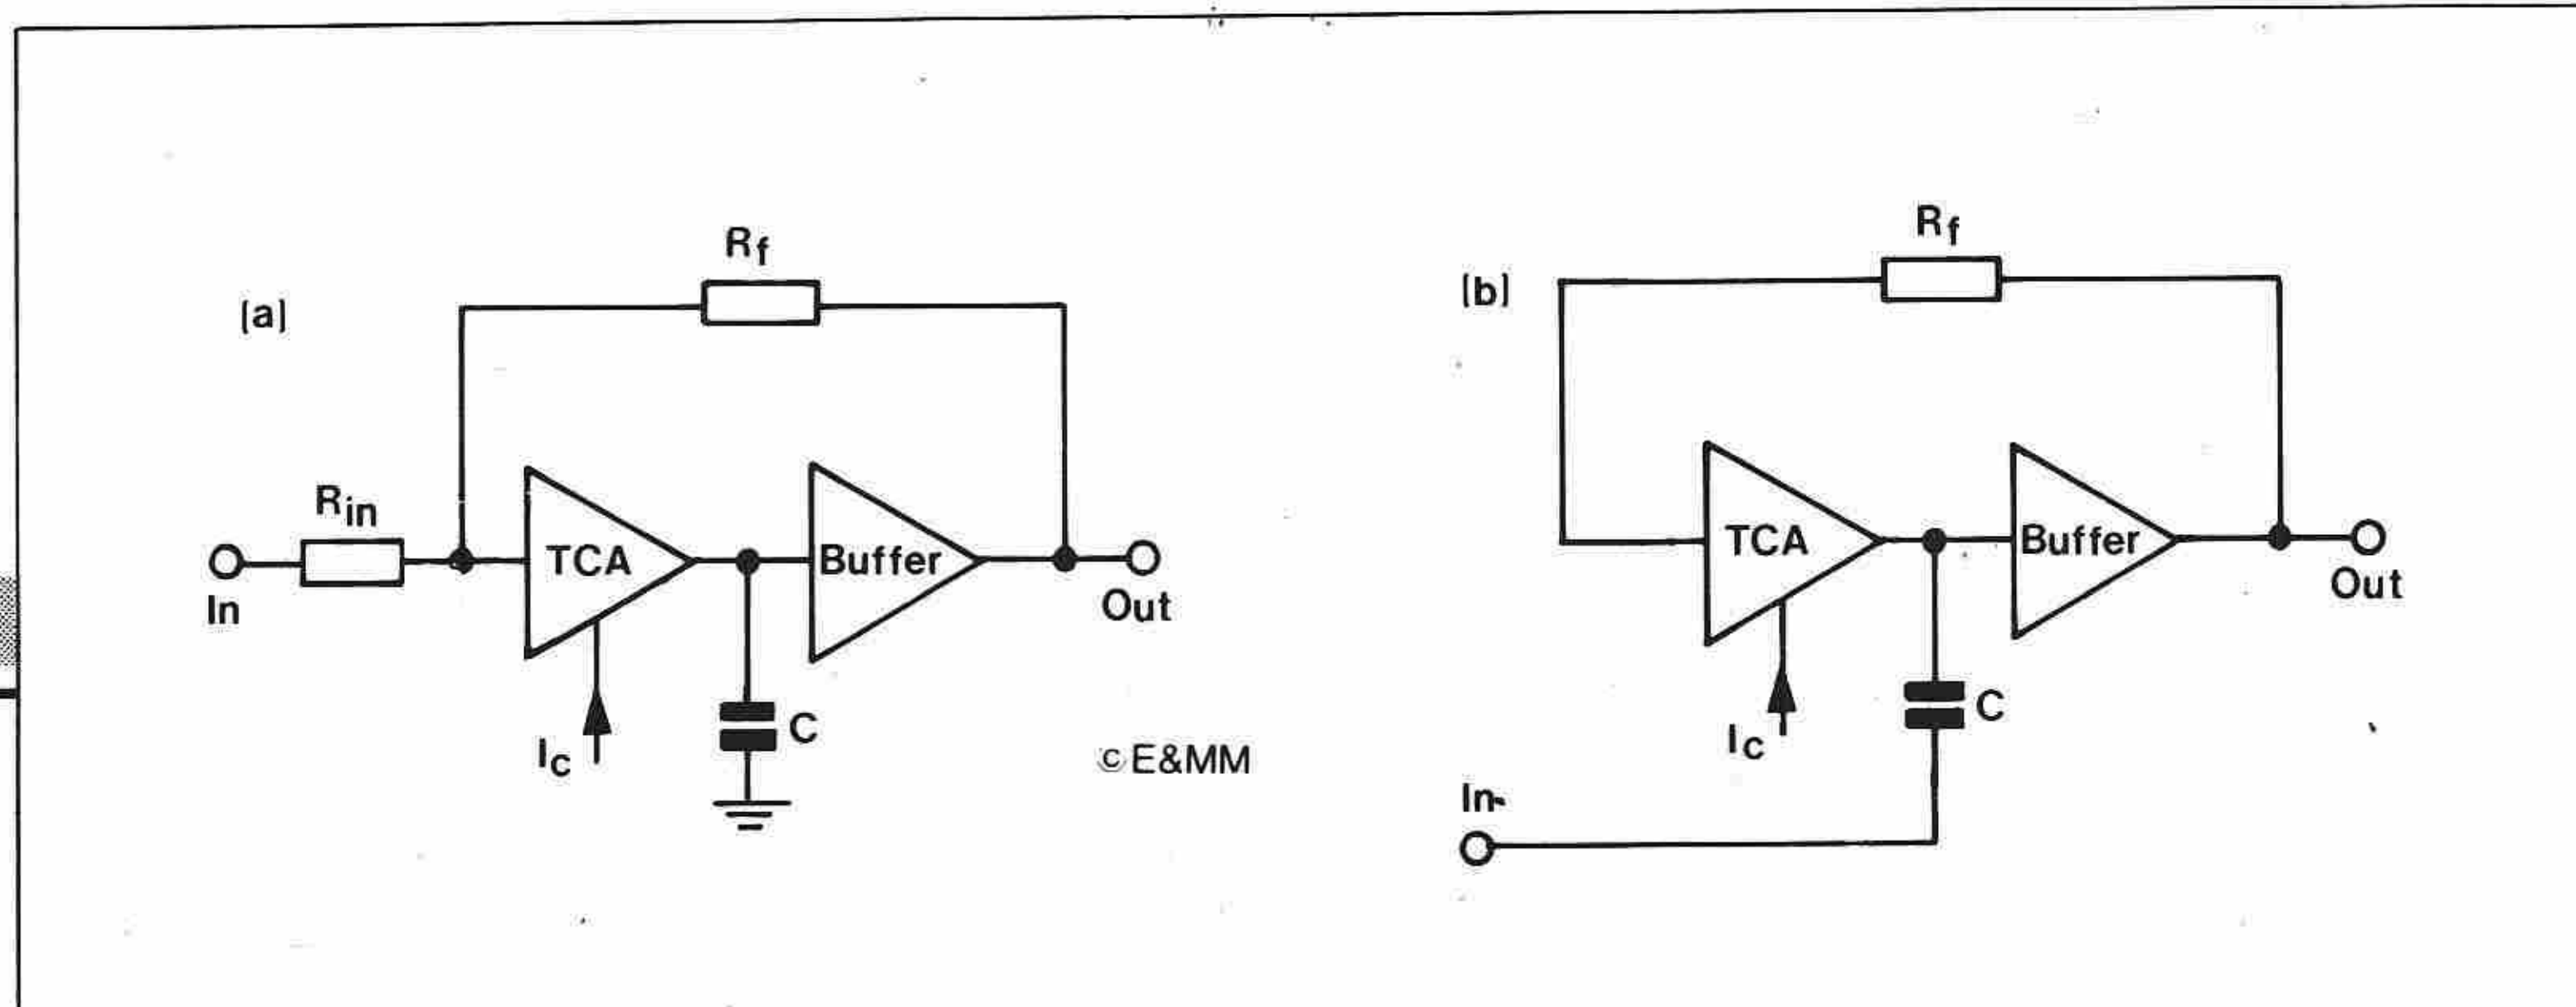 [a]
Rf
Rin
In
TCA
Buffer
Out
Ic
C
©E&MM
[b]
Rf
TCA
Buffer
Out
Ic
C
In